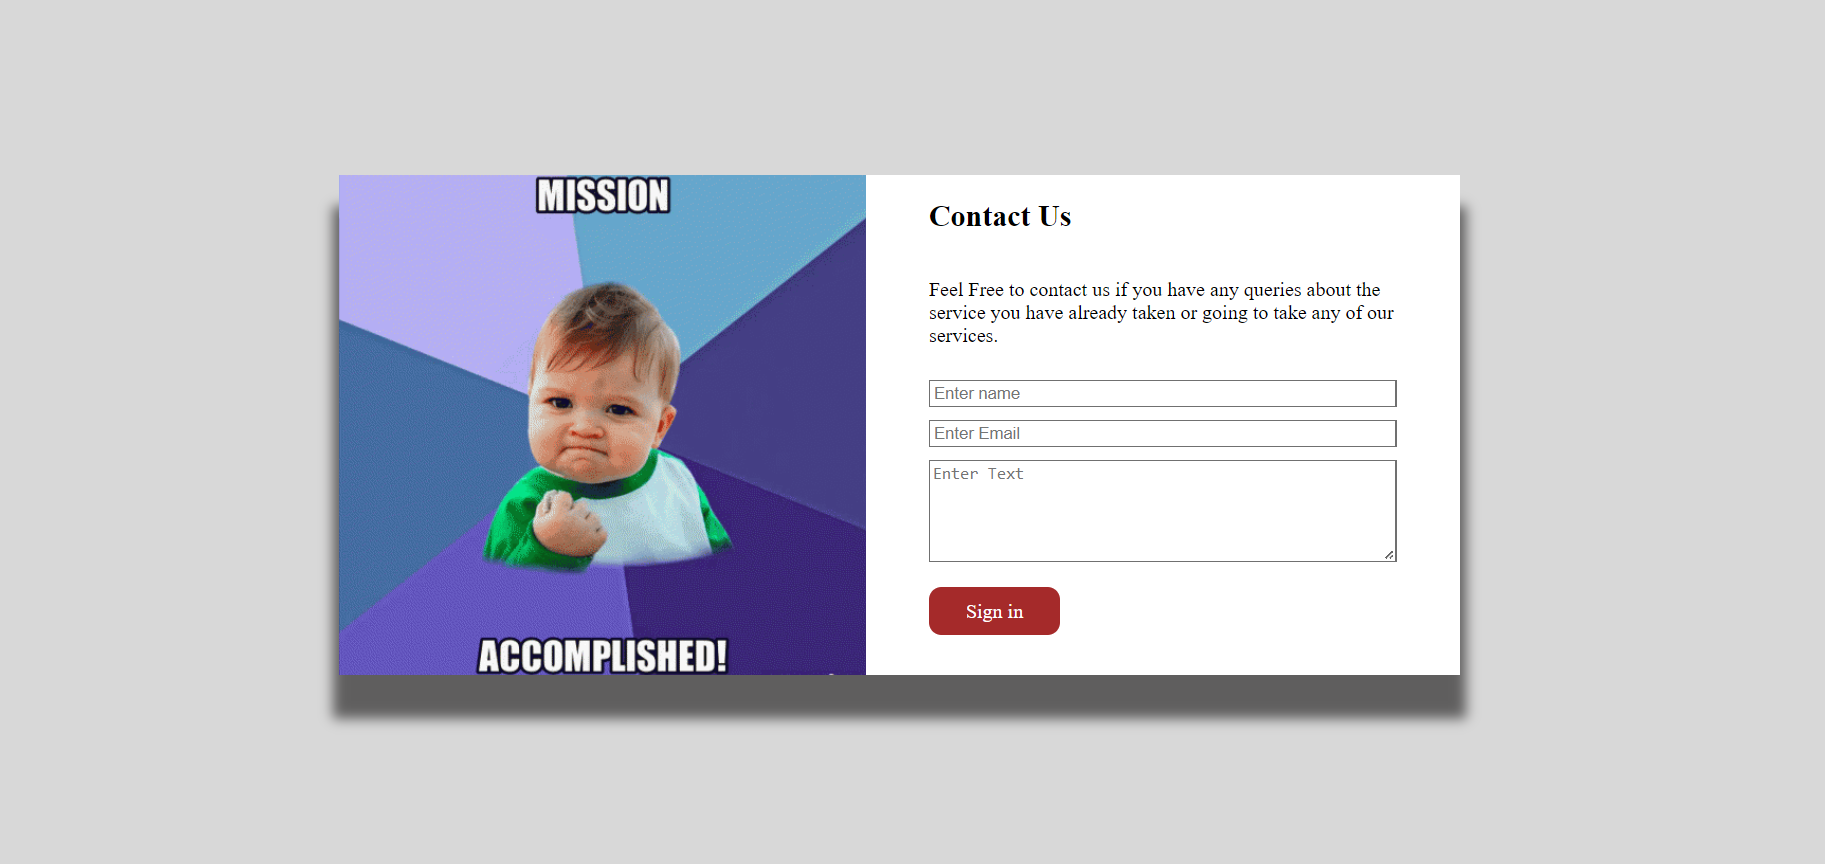 MISSION
ACCOMPLISHED!
Contact Us
Feel Free to contact us if you have any queries about the
service you have already taken or going to take any of our
services.
Enter name
Enter Email
Enter Text
Sign in